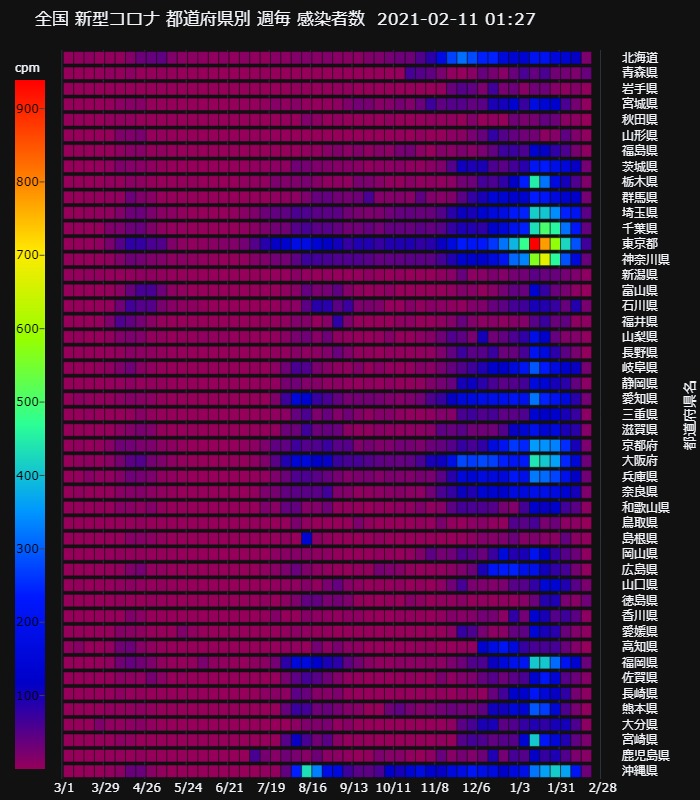 全国 新型コロナ 都道府県別 週毎 感染者数 2021-02-11 01:27
cpm
900
800
700
600
500
400
300
200
100
北海道
青森県
岩手県
宮城県
秋田県
山形県
福島県
茨城県
栃木県
群馬県
埼玉県
千葉県
東京都
神奈川県
新潟県
富山県
石川県
福井県
山梨県
長野県
岐阜県
静岡県
愛知県
三重県
滋賀県
京都府
大阪府
兵庫県
奈良県
和歌山県
鳥取県
島根県
岡山県
広島県
山口県
徳島県
香川県
愛媛県
高知県
福岡県
佐賀県
長崎県
熊本県
大分県
宮崎県
鹿児島県
沖縄県
都道府県名
3/1 3/29 4/26 5/24 6/21 7/19 8/16 9/13 10/11 11/8 12/6 1/3 1/31 2/28